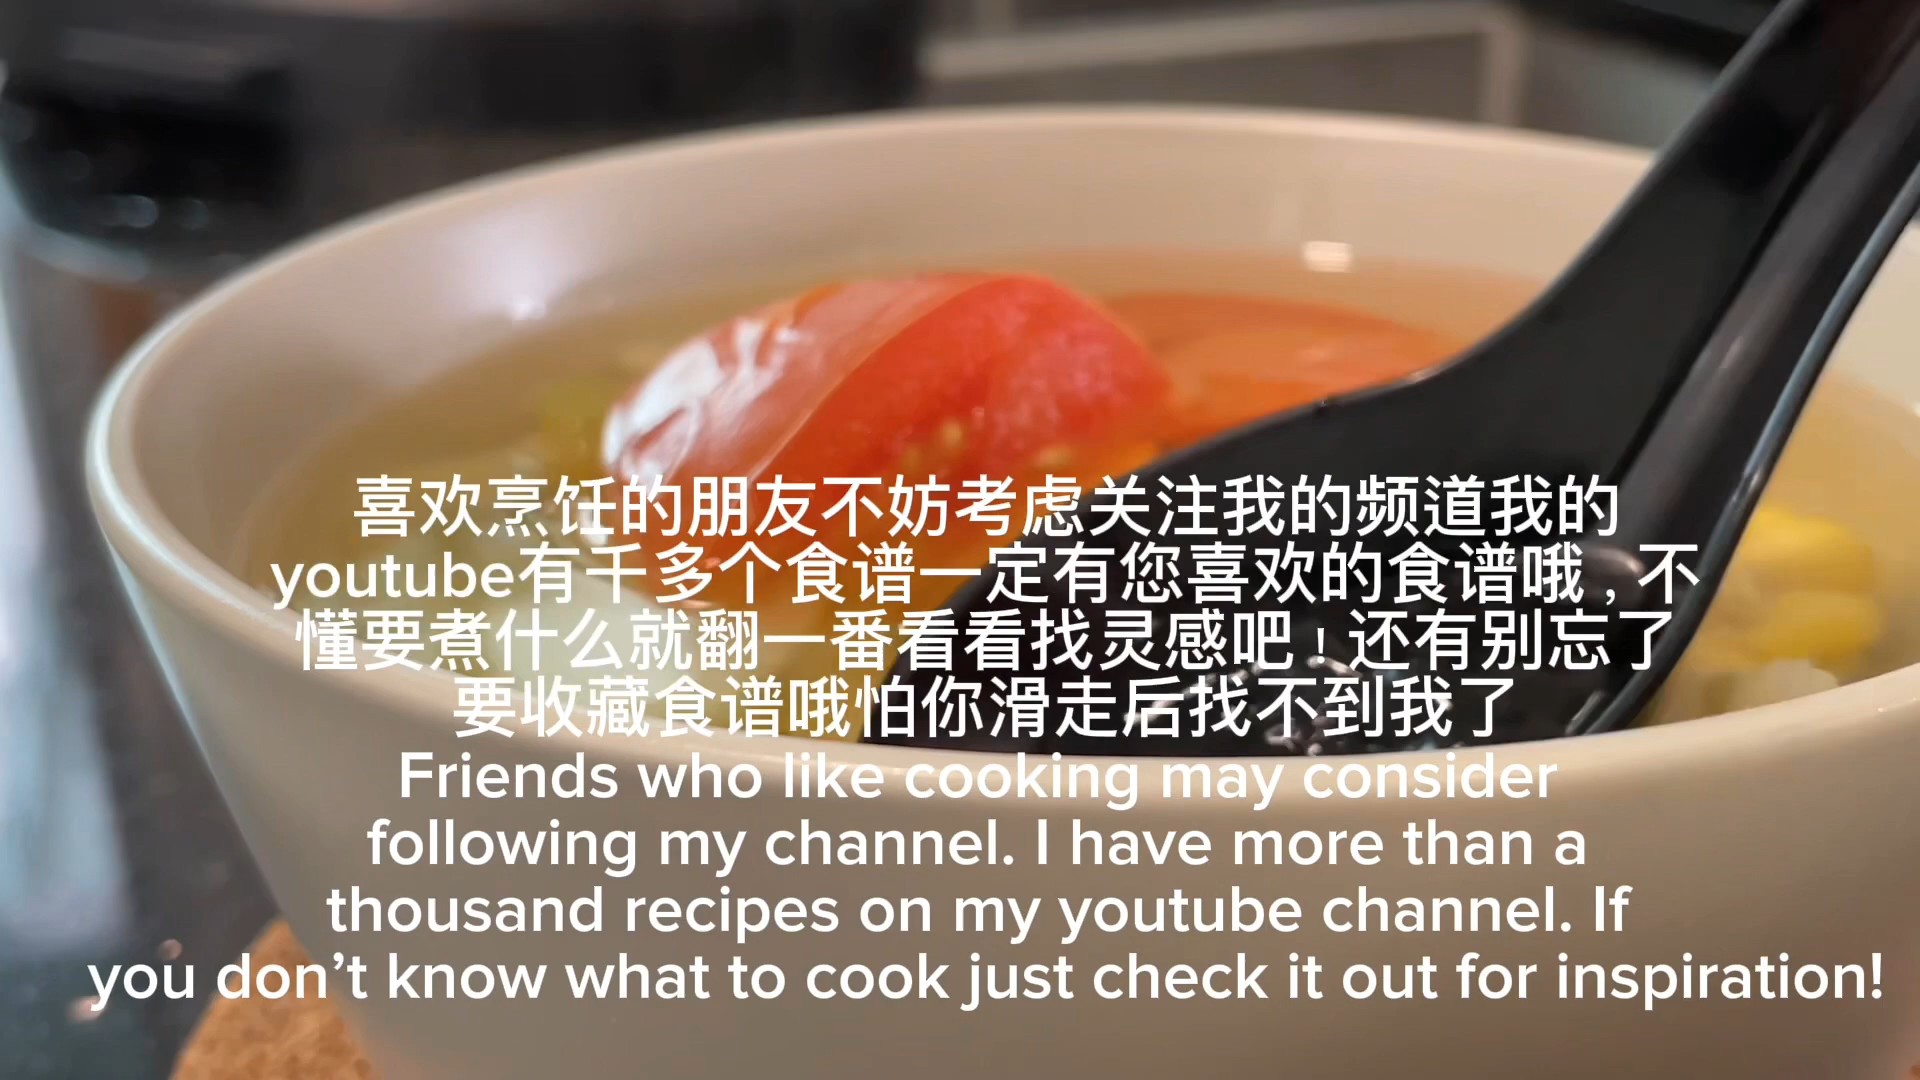 喜欢烹饪的朋友不妨考虑关注我的频道我的
youtube有千多个食谱一定有您喜欢的食谱哦，不
懂要煮什么就翻一番看看找灵感吧！还有别忘了
要收藏食谱哦怕你滑走后找不到我了
Friends who like cooking may consider
following my channel. I have more than a
thousand recipes on my youtube channel. If
you don’t know what to cook just check it out for inspiration!